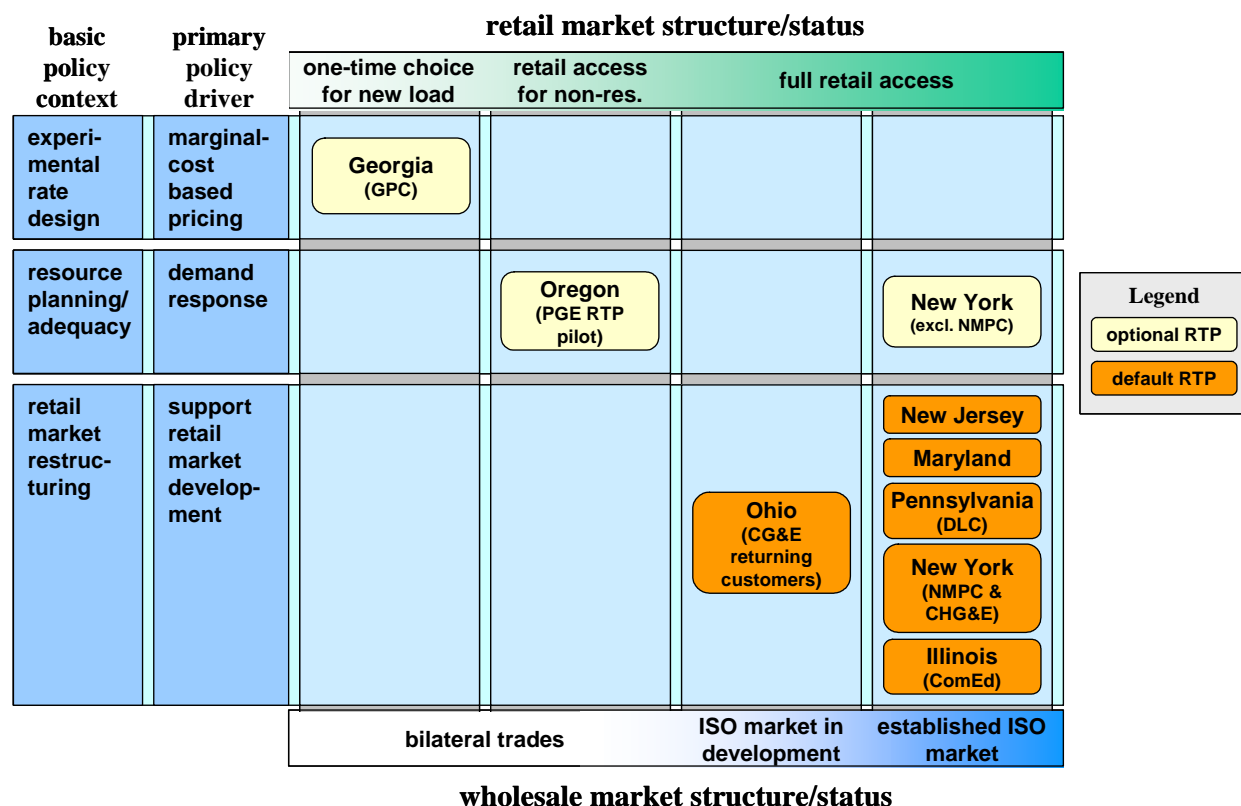 retail market structure/status
basic
policy
context
primary
policy
driver
one-time choice
for new load
retail access
for non-res.
full retail access
experi-
mental
rate
design
marginal-
cost
based
pricing
Georgia
(GPC)
resource
planning/
adequacy
demand
response
Oregon
(PGE RTP
pilot)
New York
(excl. NMPC)
Legend
optional RTP
default RTP
retail
market
restruc-
turing
support
retail
market
develop-
ment
Ohio
(CG&E
returning
customers)
New Jersey
Maryland
Pennsylvania
(DLC)
New York
(NMPC &
CHG&E)
Illinois
(ComEd)
bilateral trades
ISO market in
development
established ISO
market
wholesale market structure/status